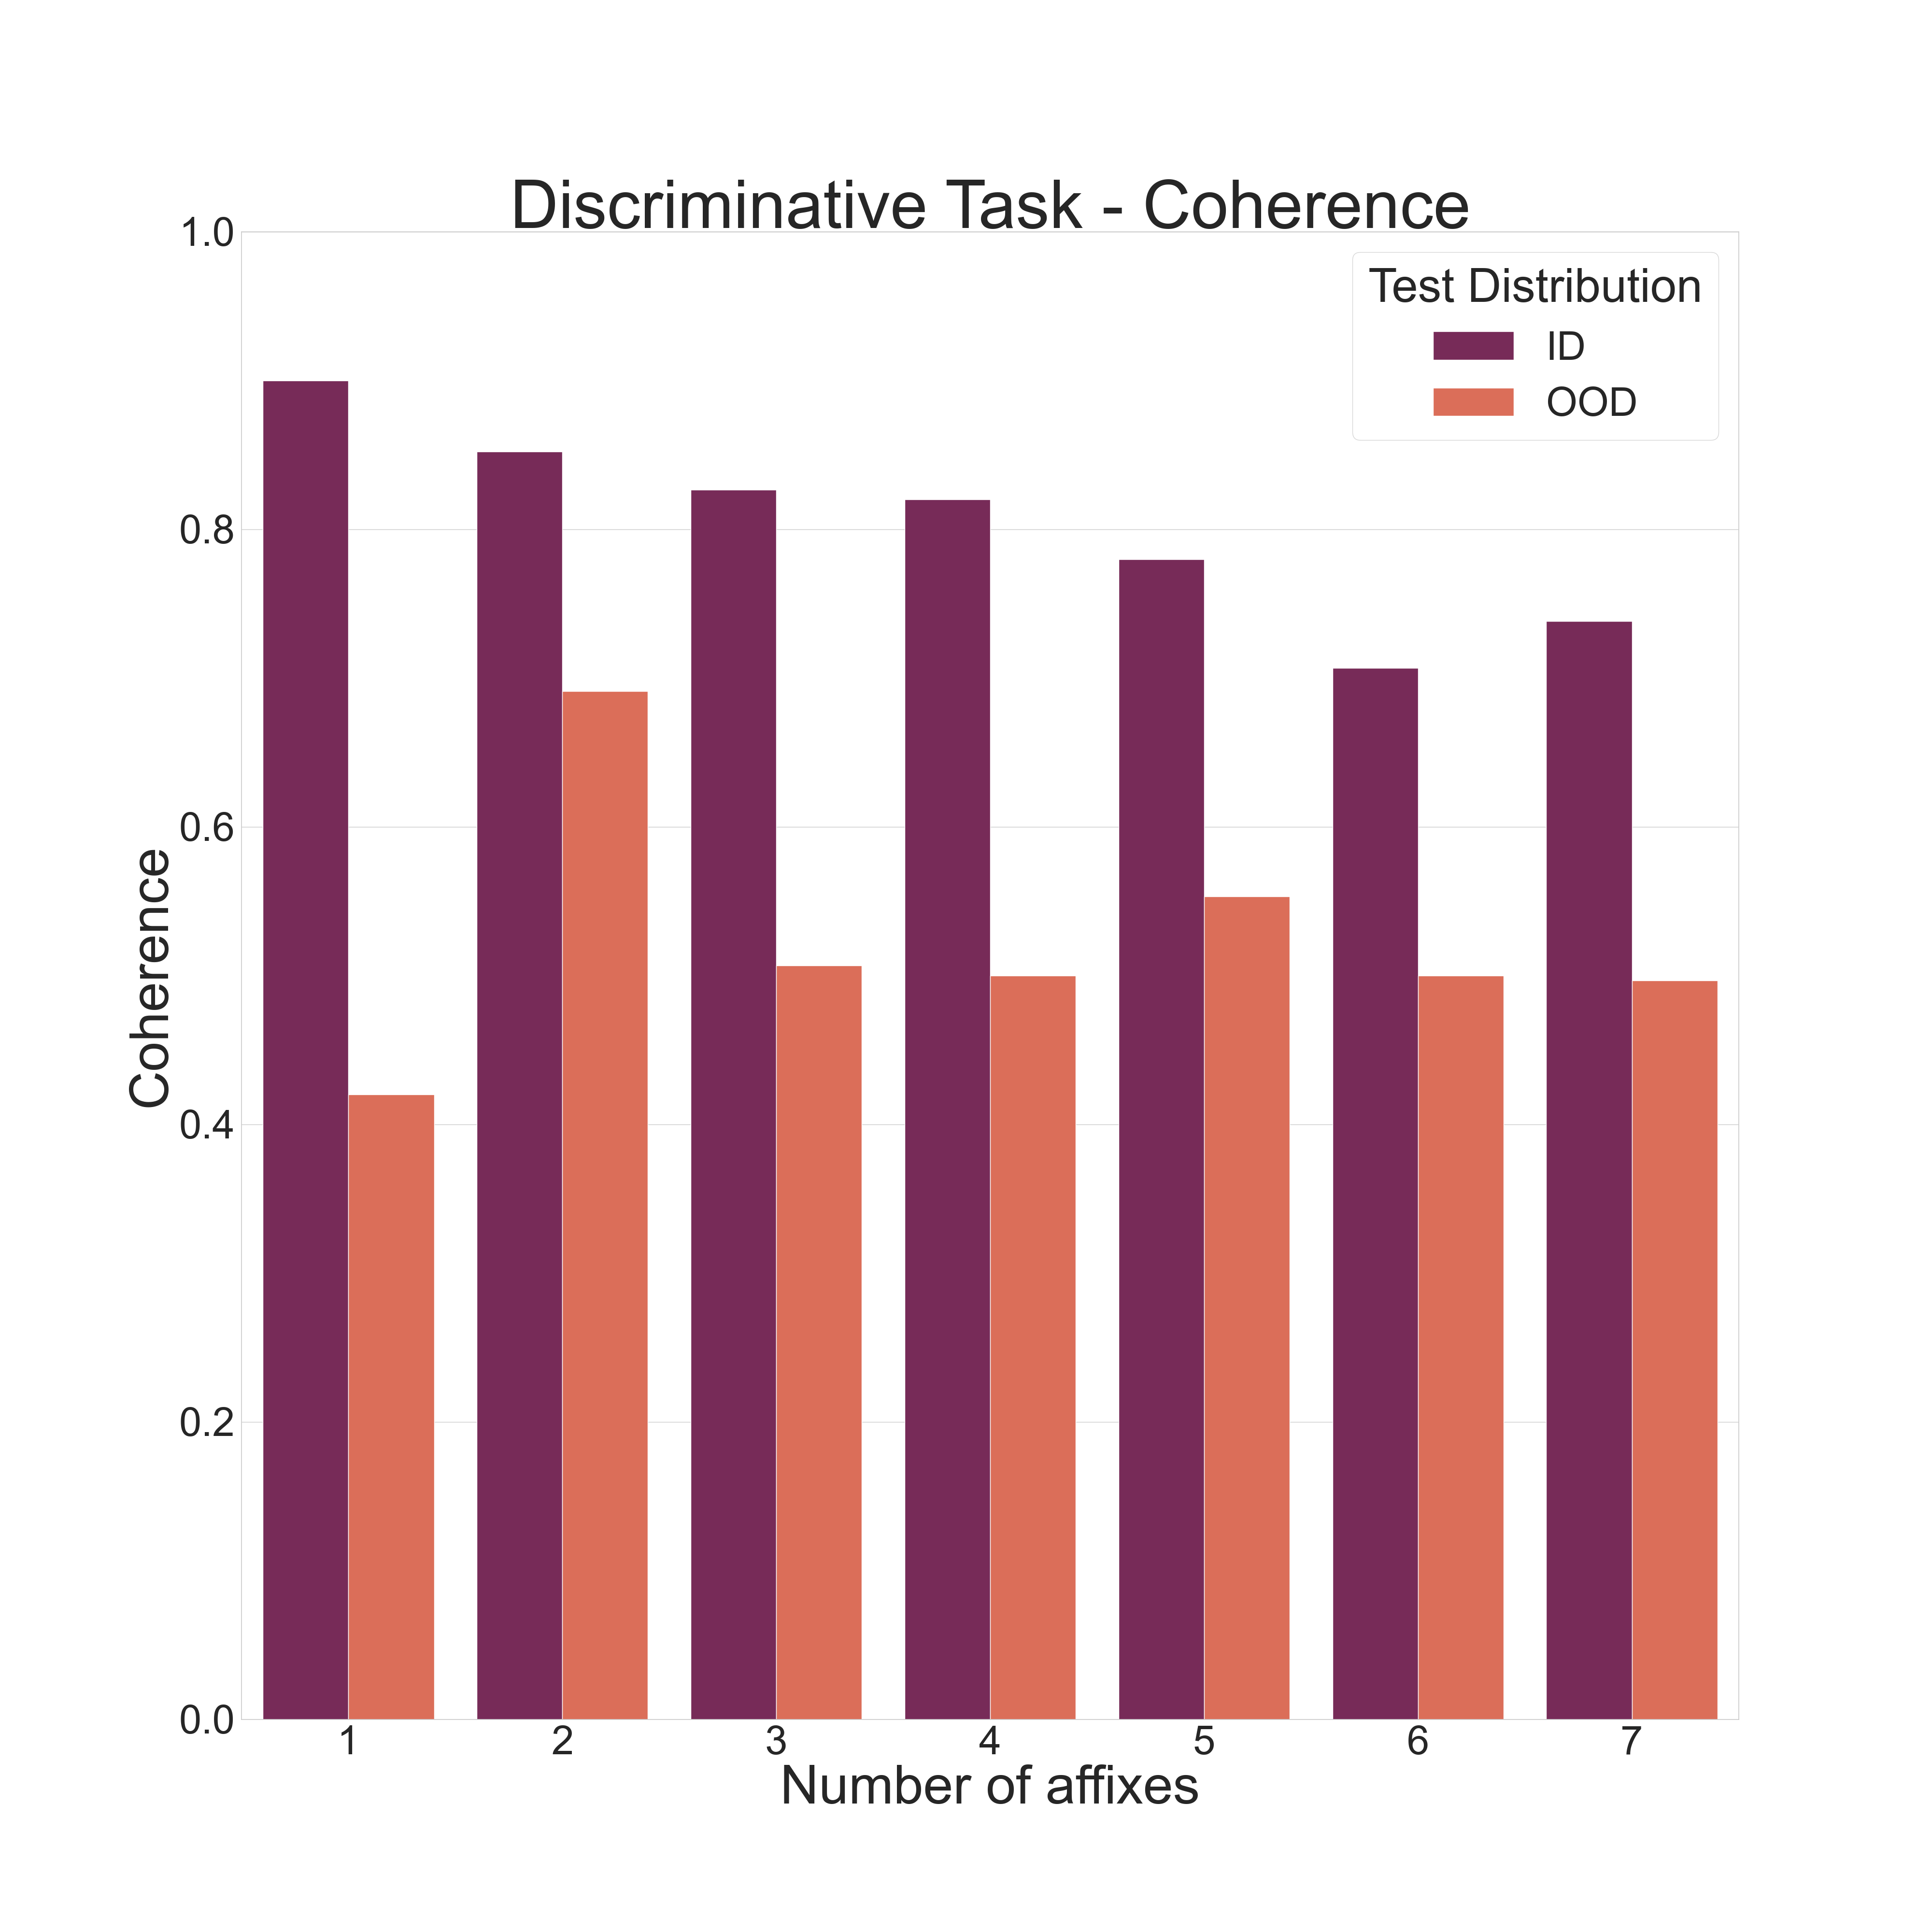 Discriminative Task - Coherence
Test Distribution
ID
OOD
1.0
0.8
0.6
0.4
0.2
0.0
Coherence
1 2 3 4 5 6 7
Number of affixes